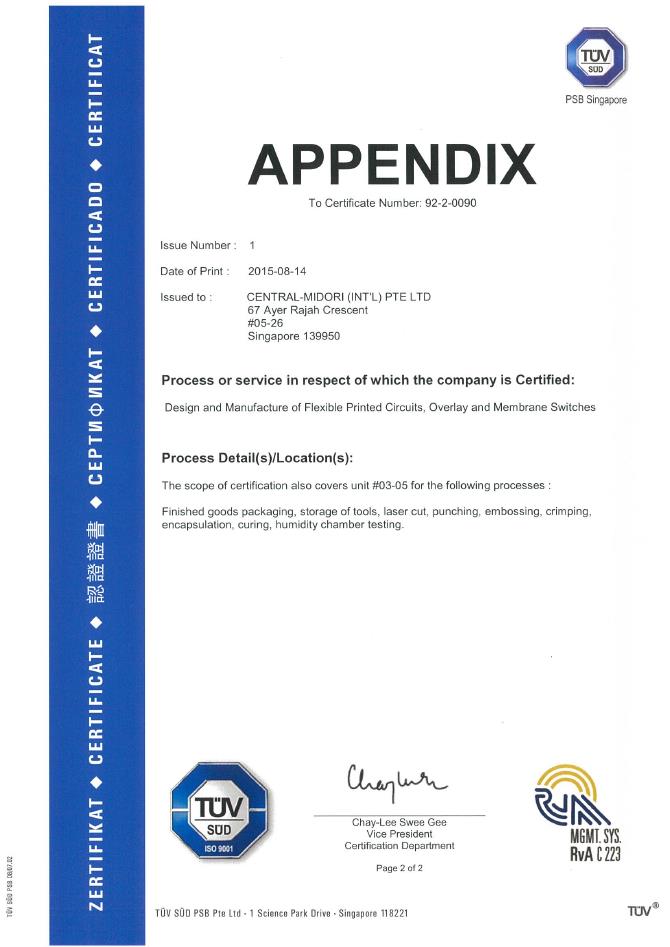 TÜV
SÜD
PSB Singapore
APPENDIX
To Certificate Number: 92-2-0090
Issue Number : 1
Date of Print : 2015-08-14
Issued to : CENTRAL-MIDORI (INT'L) PTE LTD
67 Ayer Rajah Crescent
#05-26
Singapore 139950
Process or service in respect of which the company is Certified:
Design and Manufacture of Flexible Printed Circuits, Overlay and Membrane Switches
Process Detail(s)/Location(s):
The scope of certification also covers unit #03-05 for the following processes :
Finished goods packaging, storage of tools, laser cut, punching, embossing, crimping,
encapsulation, curing, humidity chamber testing.
ZERTIFIKAT ◆ CERTIFICATE ◆ 認證證書 ◆ СЕРТИФИКАТ ◆ CERTIFICADO ◆ CERTIFICAT
TÜV
SÜD
ISO 9001
Chay-Lee Swee Gee
Vice President
Certification Department
Page 2 of 2
RVA
MGMT. SYS.
RvA C 223
TÜV SÜD PSB Pte Ltd • 1 Science Park Drive • Singapore 118221
TÜV®
TÜV SÜD PSB 08/07.02